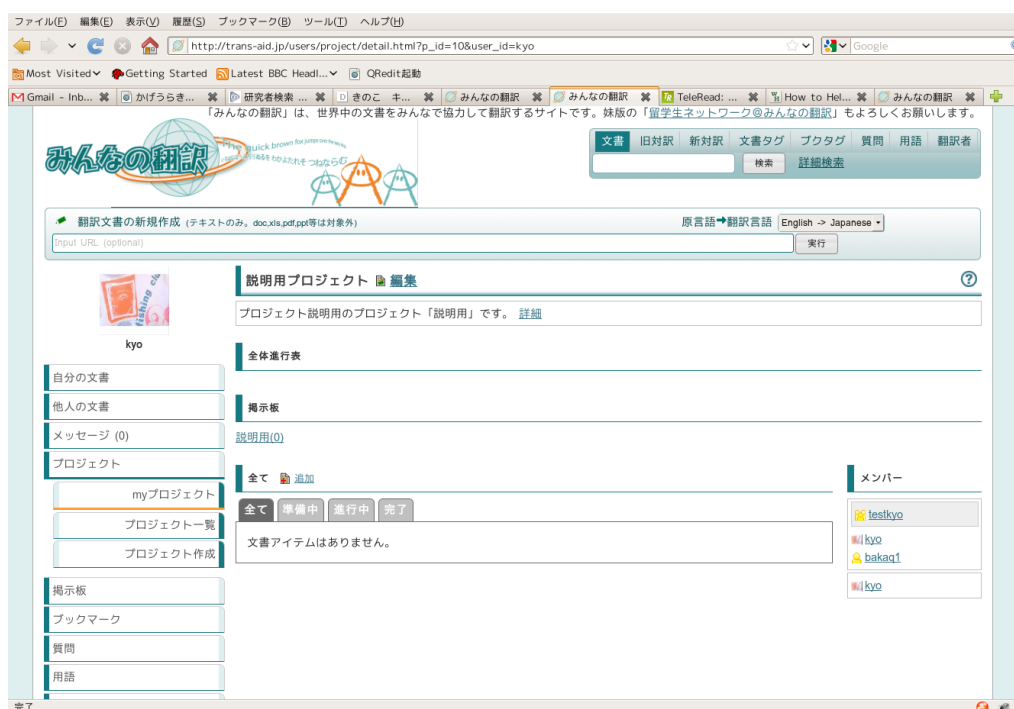 ファイル(F) 編集(E) 表示(V) 履歴(S) ブックマーク(B) ツール(T) ヘルプ(H)
http://trans-aid.jp/users/project/detail.html?p_id=10&user_id=kyo
Google
Most Visited Getting Started Latest BBC Headl... QRedit起動
Gmail - Inb... かげうらき... 研究者検索 ... きのこ キ... みんなの翻訳 みんなの翻訳 TeleRead: ... How to Hel... みんなの翻訳
「みんなの翻訳」は、世界中の文書をみんなで協力して翻訳するサイトです。妹版の「留学生ネットワーク@みんなの翻訳」もよろしくお願いします。
みんなの翻訳
文書 旧対訳 新対訳 文書タグ ブクタグ 質問 用語 翻訳者
検索 詳細検索
翻訳文書の新規作成 (テキストのみ。doc,xls,pdf,ppt等は対象外)
原言語➡翻訳言語 English -> Japanese
Input URL (optional)
実行
kyo
自分の文書
他人の文書
メッセージ (0)
プロジェクト
myプロジェクト
プロジェクト一覧
プロジェクト作成
掲示板
ブックマーク
質問
用語
説明用プロジェクト 編集
プロジェクト説明用のプロジェクト「説明用」です。 詳細
全体進行表
掲示板
説明用(0)
全て 追加
全て 準備中 進行中 完了
文書アイテムはありません。
メンバー
testkyo
kyo
bakaq1
kyo
完了